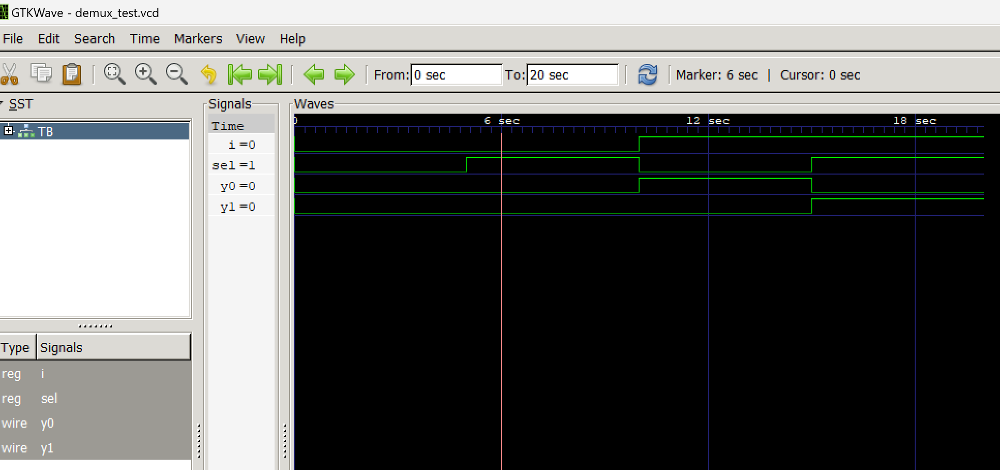 GTKWave - demux_test.vcd
File Edit Search Time Markers View Help
From: 0 sec To: 20 sec Marker: 6 sec | Cursor: 0 sec
SST
TB
Type Signals
reg i
reg sel
wire y0
wire y1
Signals
Time
i =0
sel =1
y0 =0
y1 =0
Waves
0 6 sec 12 sec 18 sec